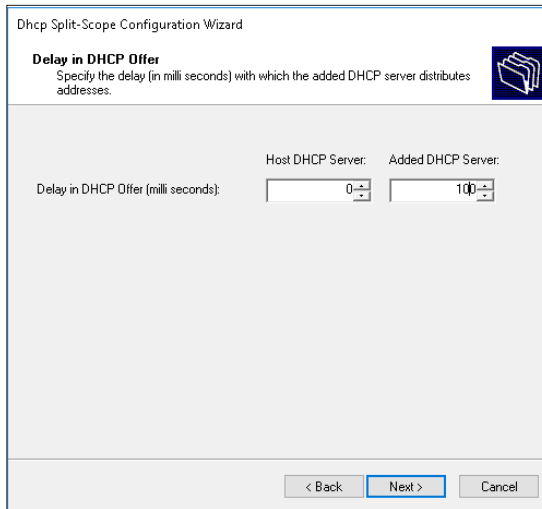 Dhcp Split-Scope Configuration Wizard
Delay in DHCP Offer
Specify the delay (in milli seconds) with which the added DHCP server distributes
addresses.
Host DHCP Server: Added DHCP Server:
Delay in DHCP Offer (milli seconds): 0 100
< Back Next > Cancel